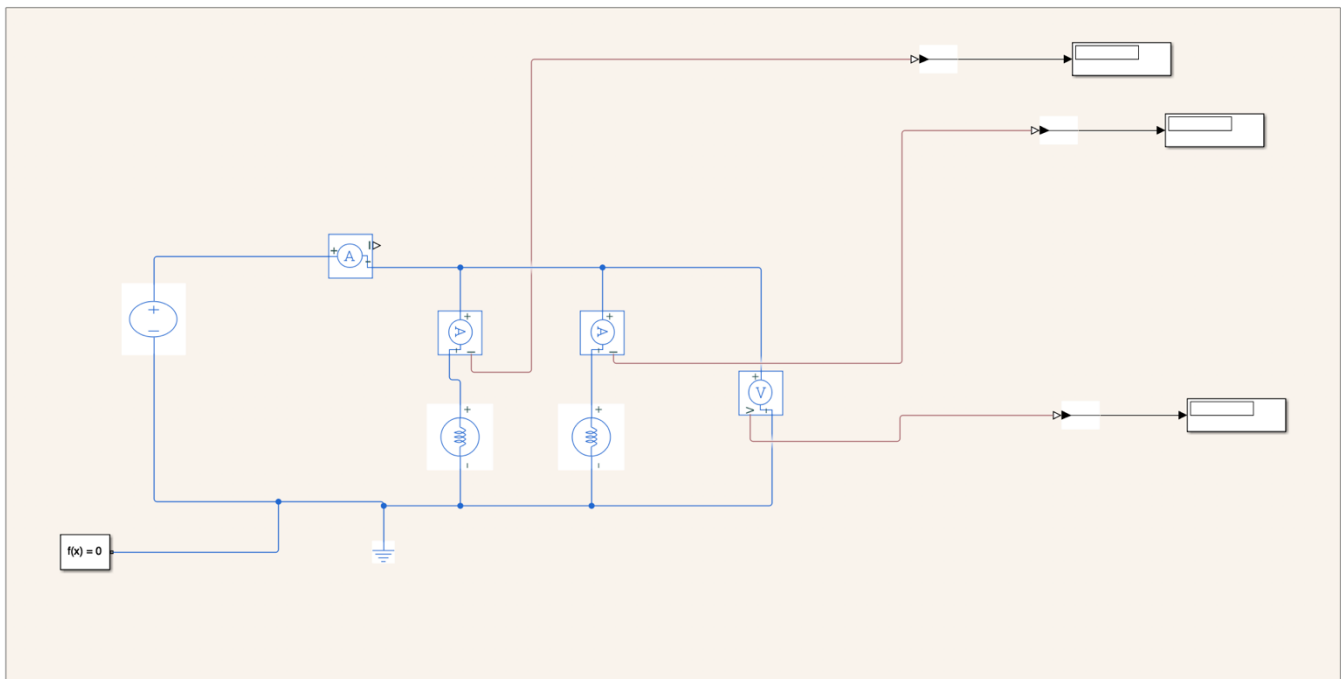 + I
A
-
+
−
+
A
-
I
+
A
-
I
+
V
-
V
+
-
+
-
f(x) = 0